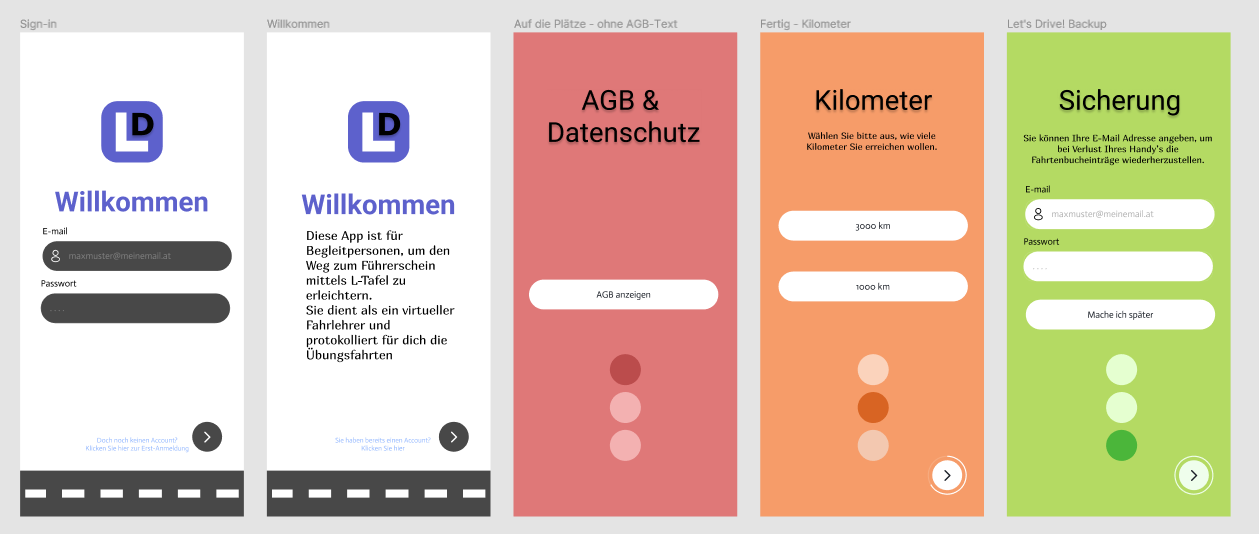 Sign-in
LD
Willkommen
E-mail
maxmuster@meinemail.at
Passwort
....
Doch noch keinen Account?
Klicken Sie hier zur Erst-Anmeldung
Willkommen
LD
Willkommen
Diese App ist für
Begleitpersonen, um den
Weg zum Führerschein
mittels L-Tafel zu
erleichtern.
Sie dient als ein virtueller
Fahrlehrer und
protokolliert für dich die
Übungsfahrten
Sie haben bereits einen Account?
Klicken Sie hier
Auf die Plätze - ohne AGB-Text
AGB &
Datenschutz
AGB anzeigen
Fertig - Kilometer
Kilometer
Wählen Sie bitte aus, wie viele
Kilometer Sie erreichen wollen.
3000 km
1000 km
Let's Drive! Backup
Sicherung
Sie können Ihre E-Mail Adresse angeben, um
bei Verlust Ihres Handy's die
Fahrtenbucheinträge wiederherzustellen.
E-mail
maxmuster@meinemail.at
Passwort
....
Mache ich später